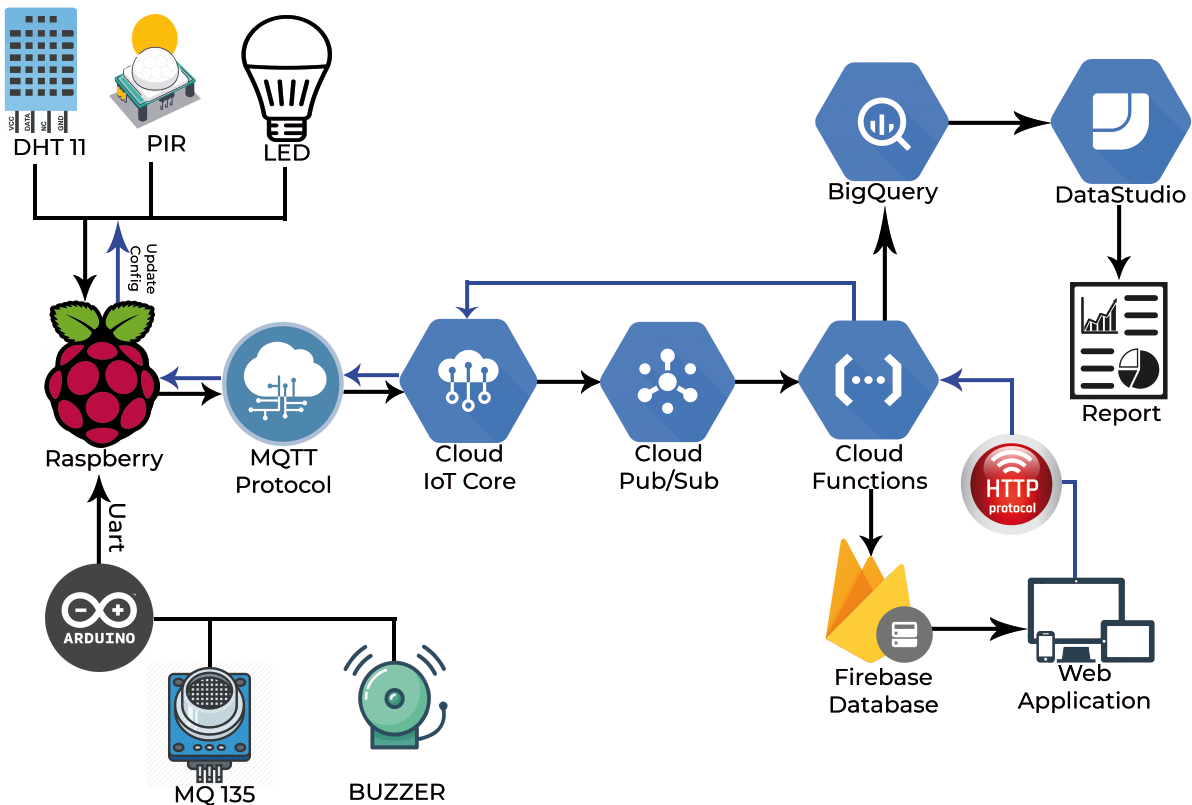 VCC
DATA
NC
GND
DHT 11
PIR
LED
Update
Config
BigQuery
DataStudio
Report
Raspberry
MQTT
Protocol
Cloud
IoT Core
Cloud
Pub/Sub
Cloud
Functions
HTTP
protocol
Uart
ARDUINO
Firebase
Database
Web
Application
MQ 135
BUZZER